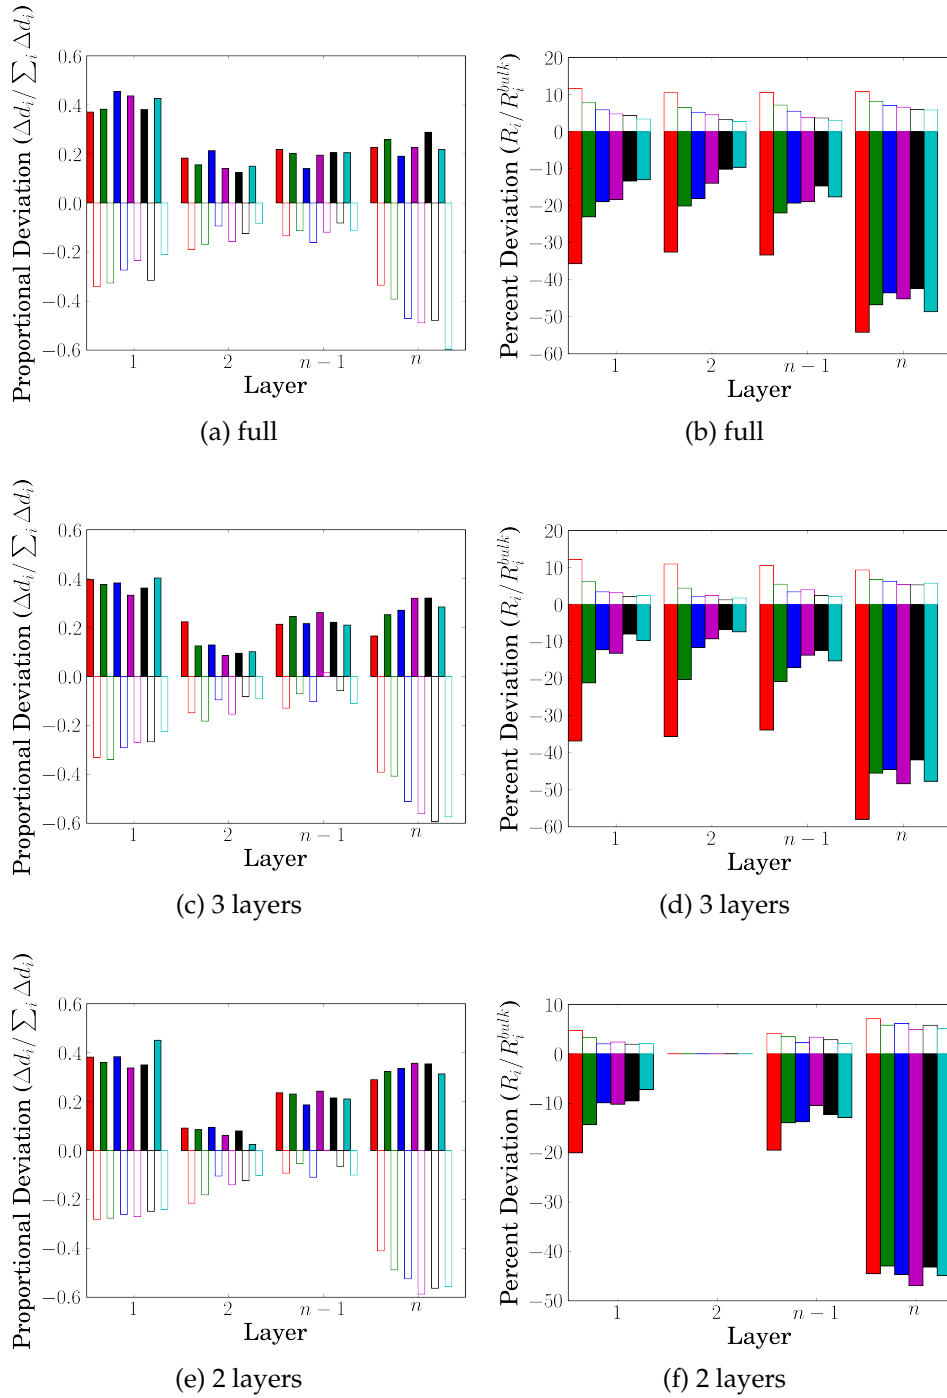 Proportional Deviation (Δd_i/ ∑_i Δd_i)
0.6
0.4
0.2
0.0
−0.2
−0.4
−0.6
1 2 n − 1 n
Layer
(a) full
Percent Deviation (R_i/R_i^{bulk})
20
10
0
−10
−20
−30
−40
−50
−60
1 2 n − 1 n
Layer
(b) full
Proportional Deviation (Δd_i/ ∑_i Δd_i)
0.6
0.4
0.2
0.0
−0.2
−0.4
−0.6
1 2 n − 1 n
Layer
(c) 3 layers
Percent Deviation (R_i/R_i^{bulk})
20
10
0
−10
−20
−30
−40
−50
−60
1 2 n − 1 n
Layer
(d) 3 layers
Proportional Deviation (Δd_i/ ∑_i Δd_i)
0.6
0.4
0.2
0.0
−0.2
−0.4
−0.6
1 2 n − 1 n
Layer
(e) 2 layers
Percent Deviation (R_i/R_i^{bulk})
10
0
−10
−20
−30
−40
−50
1 2 n − 1 n
Layer
(f) 2 layers